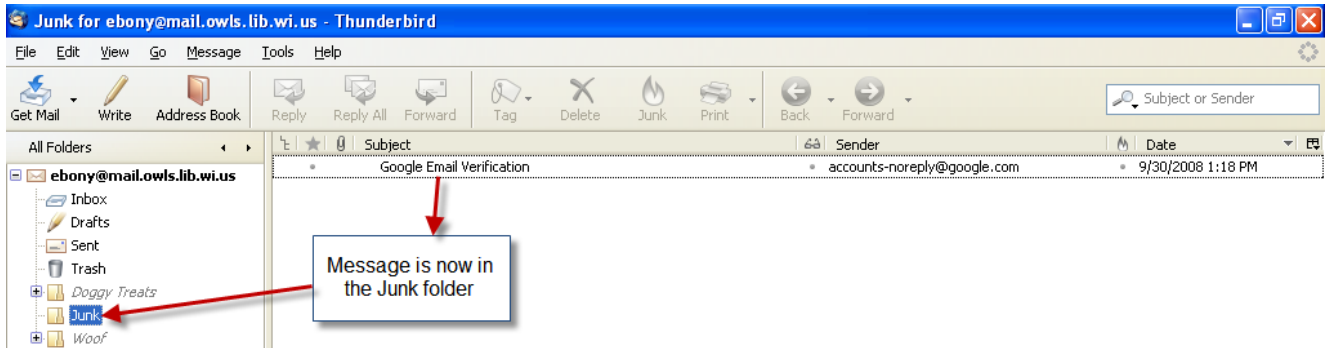 Junk for ebony@mail.owls.lib.wi.us - Thunderbird
File Edit View Go Message Tools Help
Get Mail Write Address Book Reply Reply All Forward Tag Delete Junk Print Back Forward Subject or Sender
All Folders Subject Sender Date
ebony@mail.owls.lib.wi.us Google Email Verification accounts-noreply@google.com 9/30/2008 1:18 PM
Inbox
Drafts
Sent
Trash
Message is now in
the Junk folder
Doggy Treats
Junk
Woof